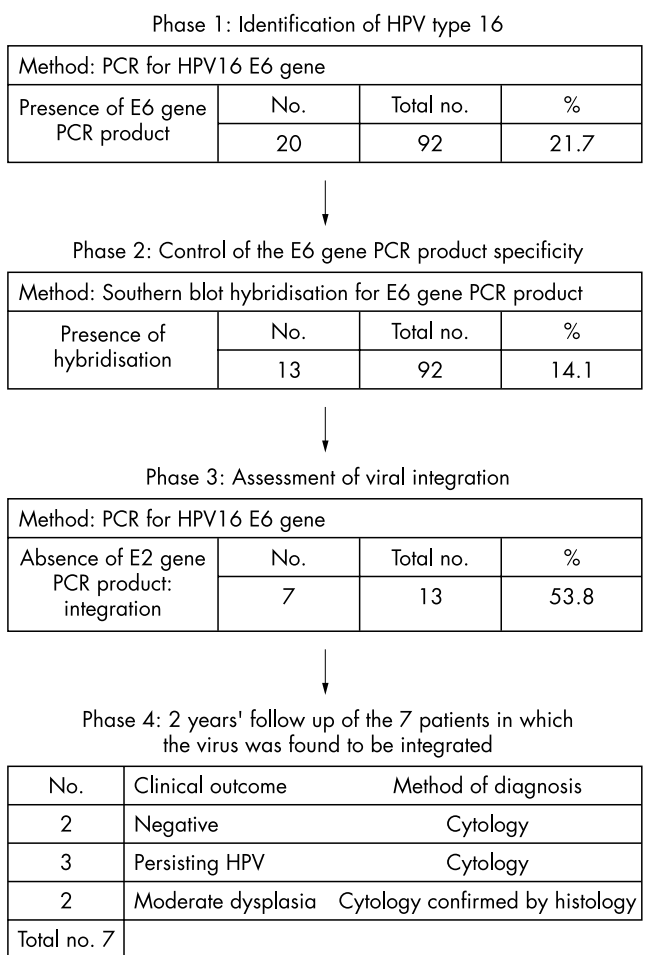 Phase 1: Identification of HPV type 16
Method: PCR for HPV16 E6 gene
Presence of E6 gene PCR product
No. Total no. %
20 92 21.7
Phase 2: Control of the E6 gene PCR product specificity
Method: Southern blot hybridisation for E6 gene PCR product
Presence of hybridisation
No. Total no. %
13 92 14.1
Phase 3: Assessment of viral integration
Method: PCR for HPV16 E6 gene
Absence of E2 gene PCR product: integration
No. Total no. %
7 13 53.8
Phase 4: 2 years' follow up of the 7 patients in which
the virus was found to be integrated
No. Clinical outcome Method of diagnosis
2 Negative Cytology
3 Persisting HPV Cytology
2 Moderate dysplasia Cytology confirmed by histology
Total no. 7